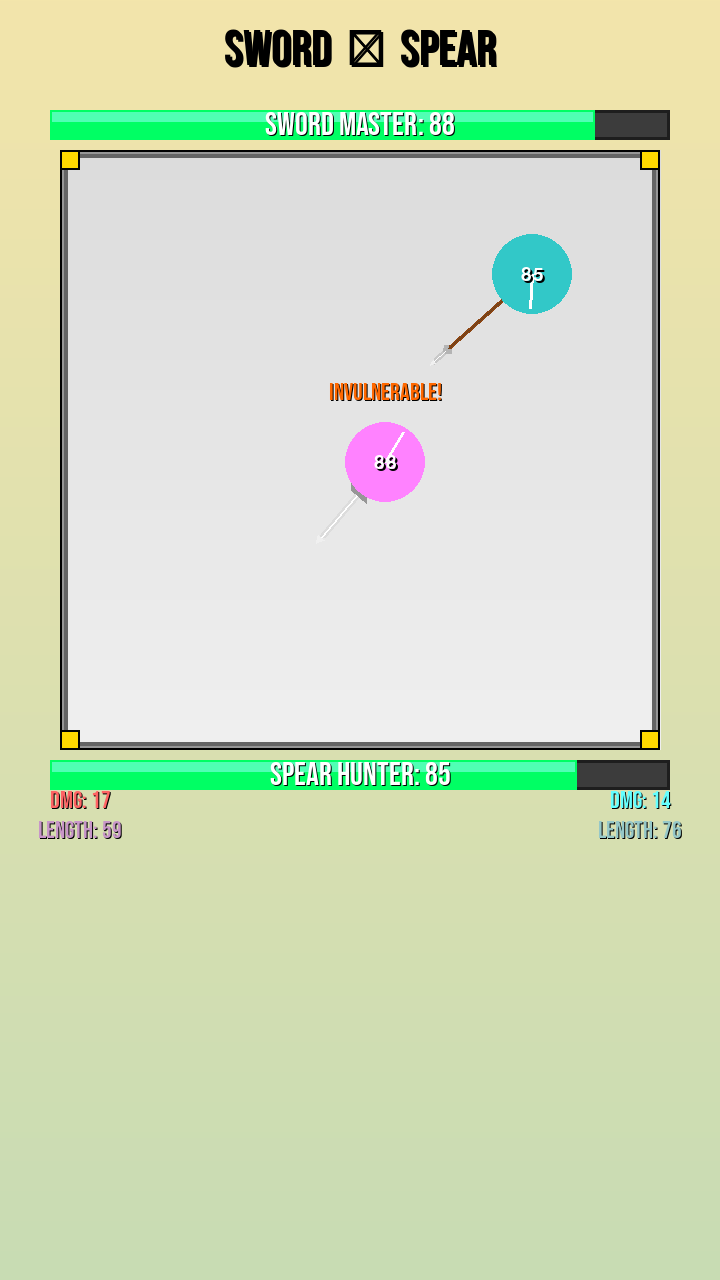 SWORD ☒ SPEAR
SWORD MASTER: 88
85
INVULNERABLE!
88
SPEAR HUNTER: 85
DMG: 17
DMG: 14
LENGTH: 59
LENGTH: 76